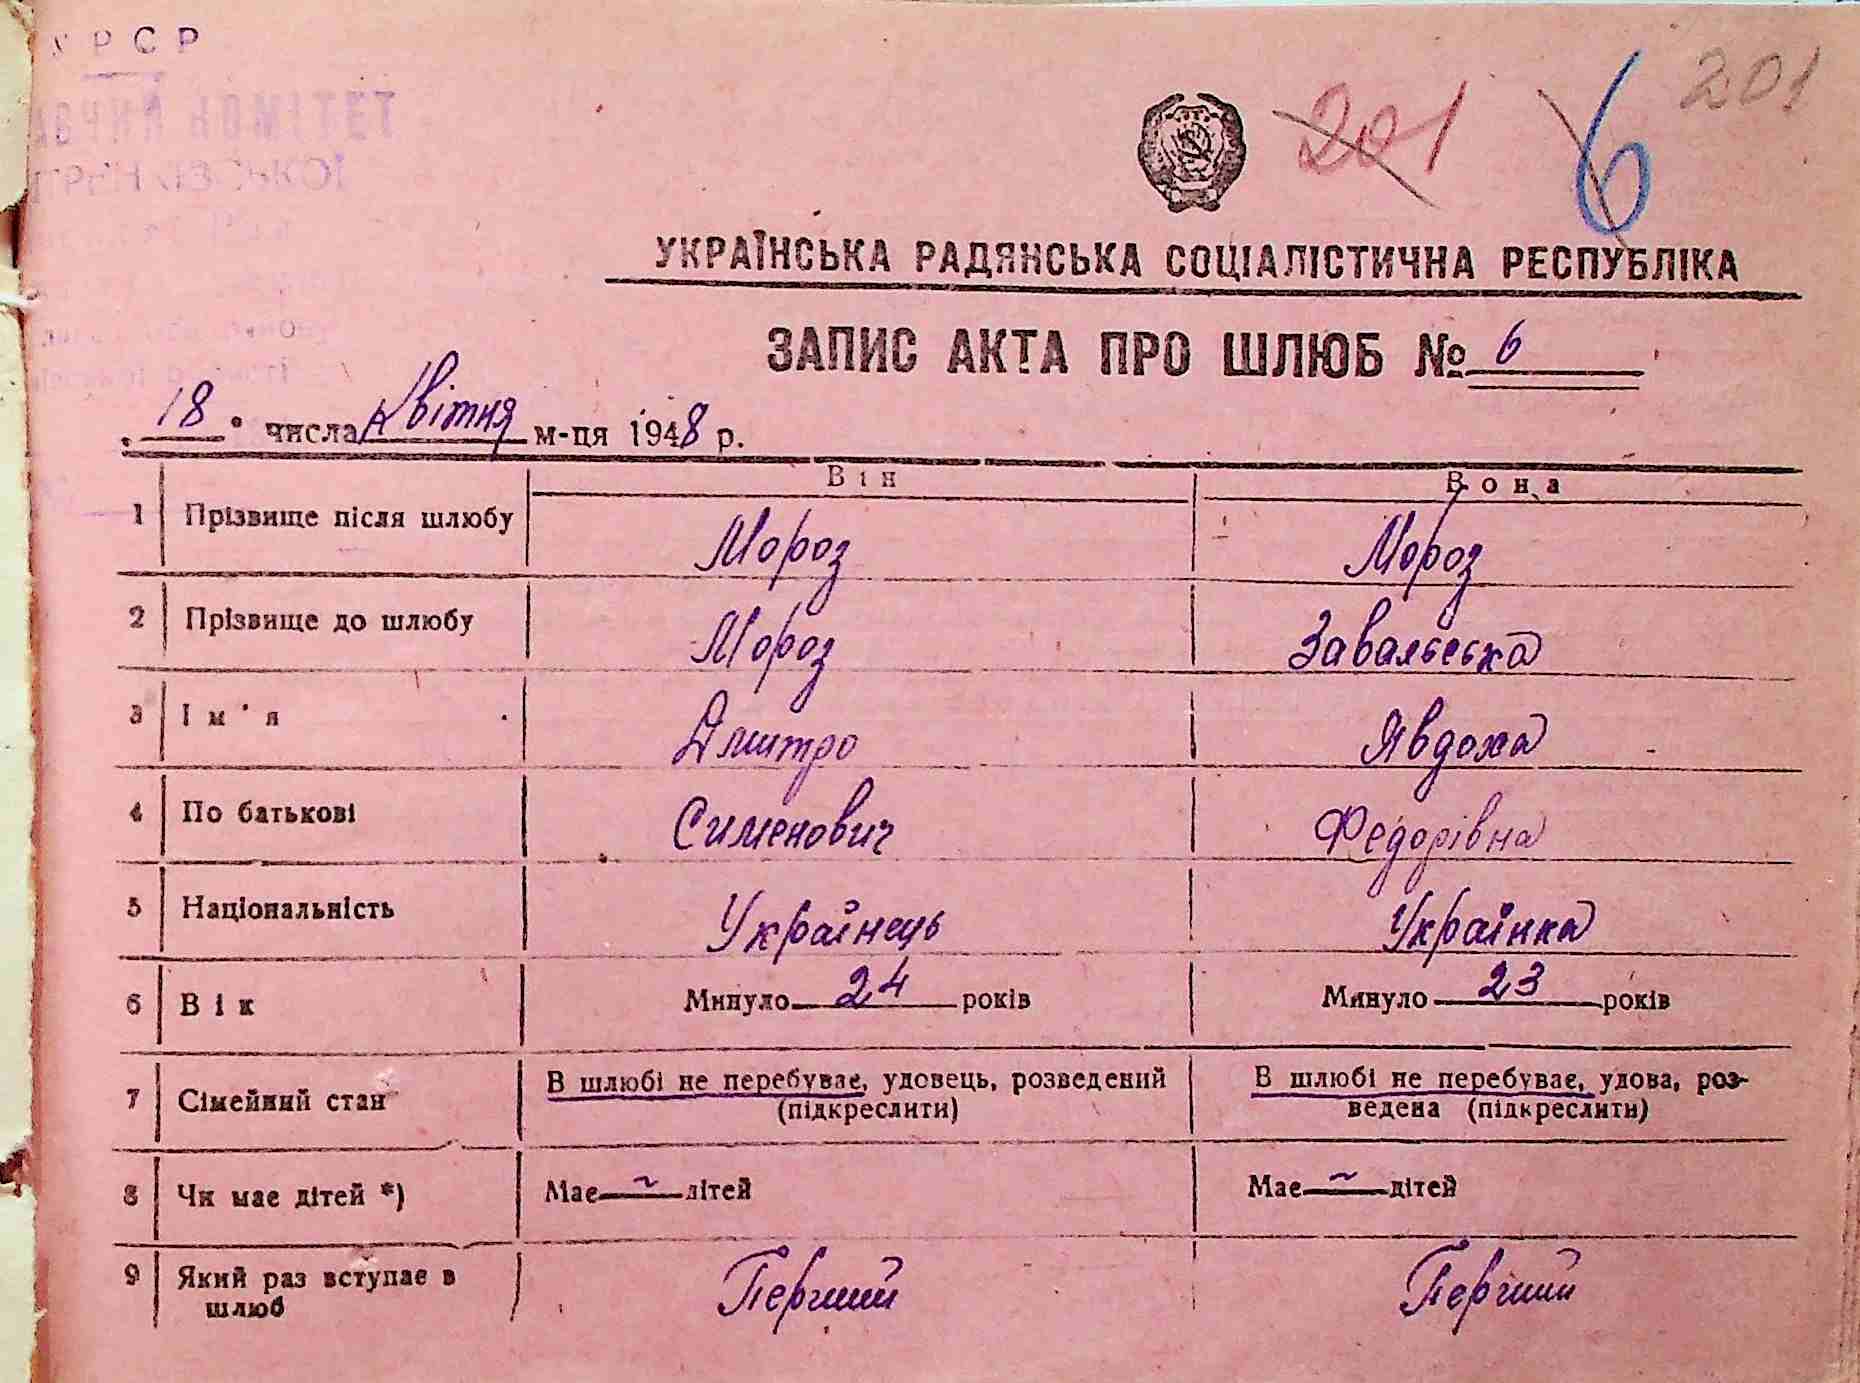 УРСР
АВЧИЙ КОМІТЕТ
201 6 201
УКРАЇНСЬКА РАДЯНСЬКА СОЦІАЛІСТИЧНА РЕСПУБЛІКА
ЗАПИС АКТА ПРО ШЛЮБ № 6
"18" числа Квітня м-ця 1948 р.
Він Вона
1 Прізвище після шлюбу Мороз Мороз
2 Прізвище до шлюбу Мороз Завальська
3 Ім'я Дмитро Явдоха
4 По батькові Сименович Федорівна
5 Національність Українець Українка
6 Вік Минуло 24 років Минуло 23 років
7 Сімейний стан В шлюбі не перебуває, удовець, розведений (підкреслити) В шлюбі не перебуває, удова, роз-
ведена (підкреслити)
8 Чи має дітей *) Має ~ дітей Має ~ дітей
9 Який раз вступає в шлюб Перший Перший